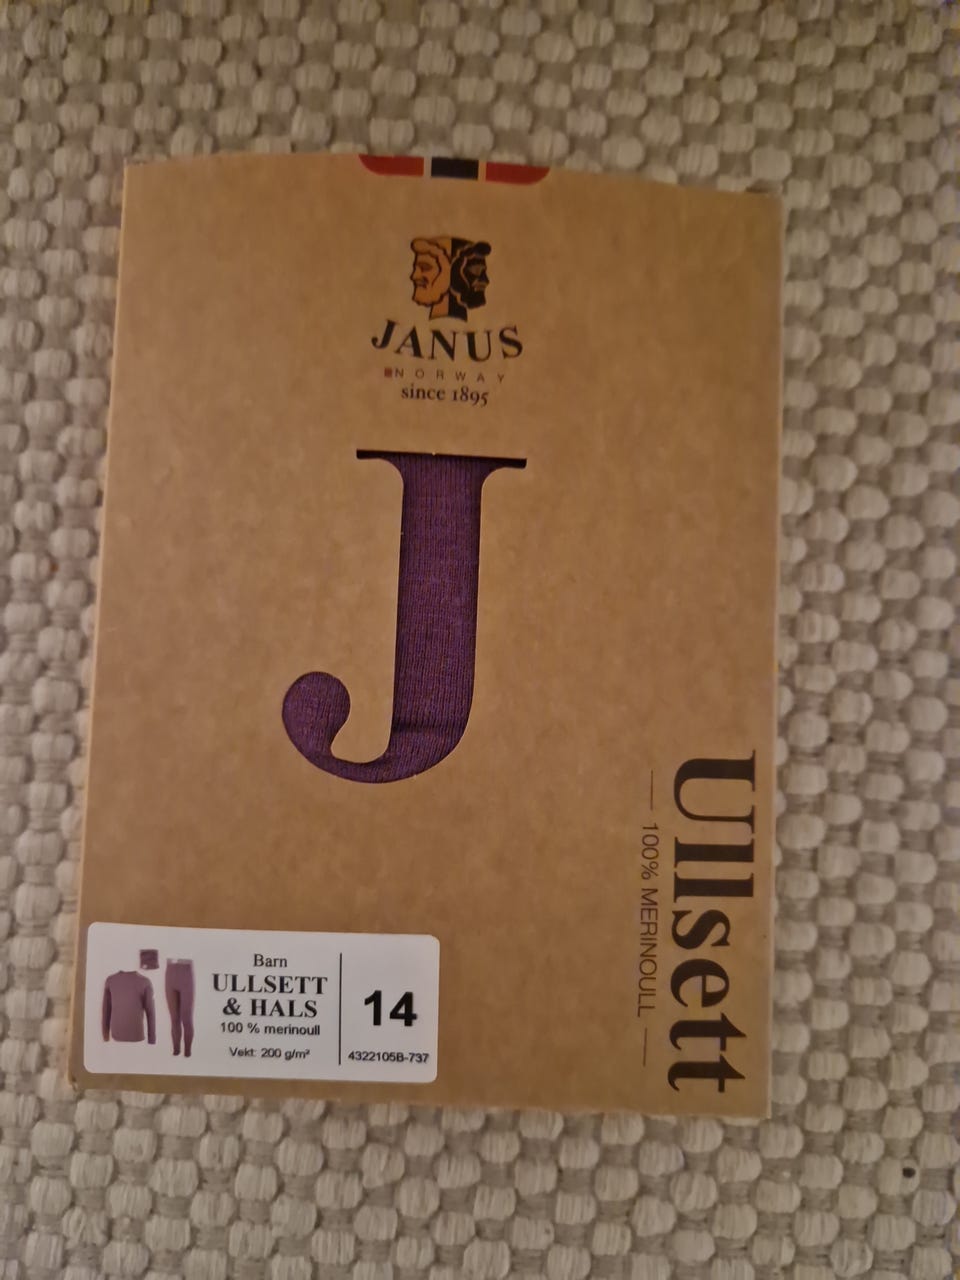 JANUS
NORWAY
since 1895
J
Ullsett
100% MERINOULL
Barn
ULLSETT
& HALS
100 % merinoull
Vekt: 200 g/m²
14
4322105B-737